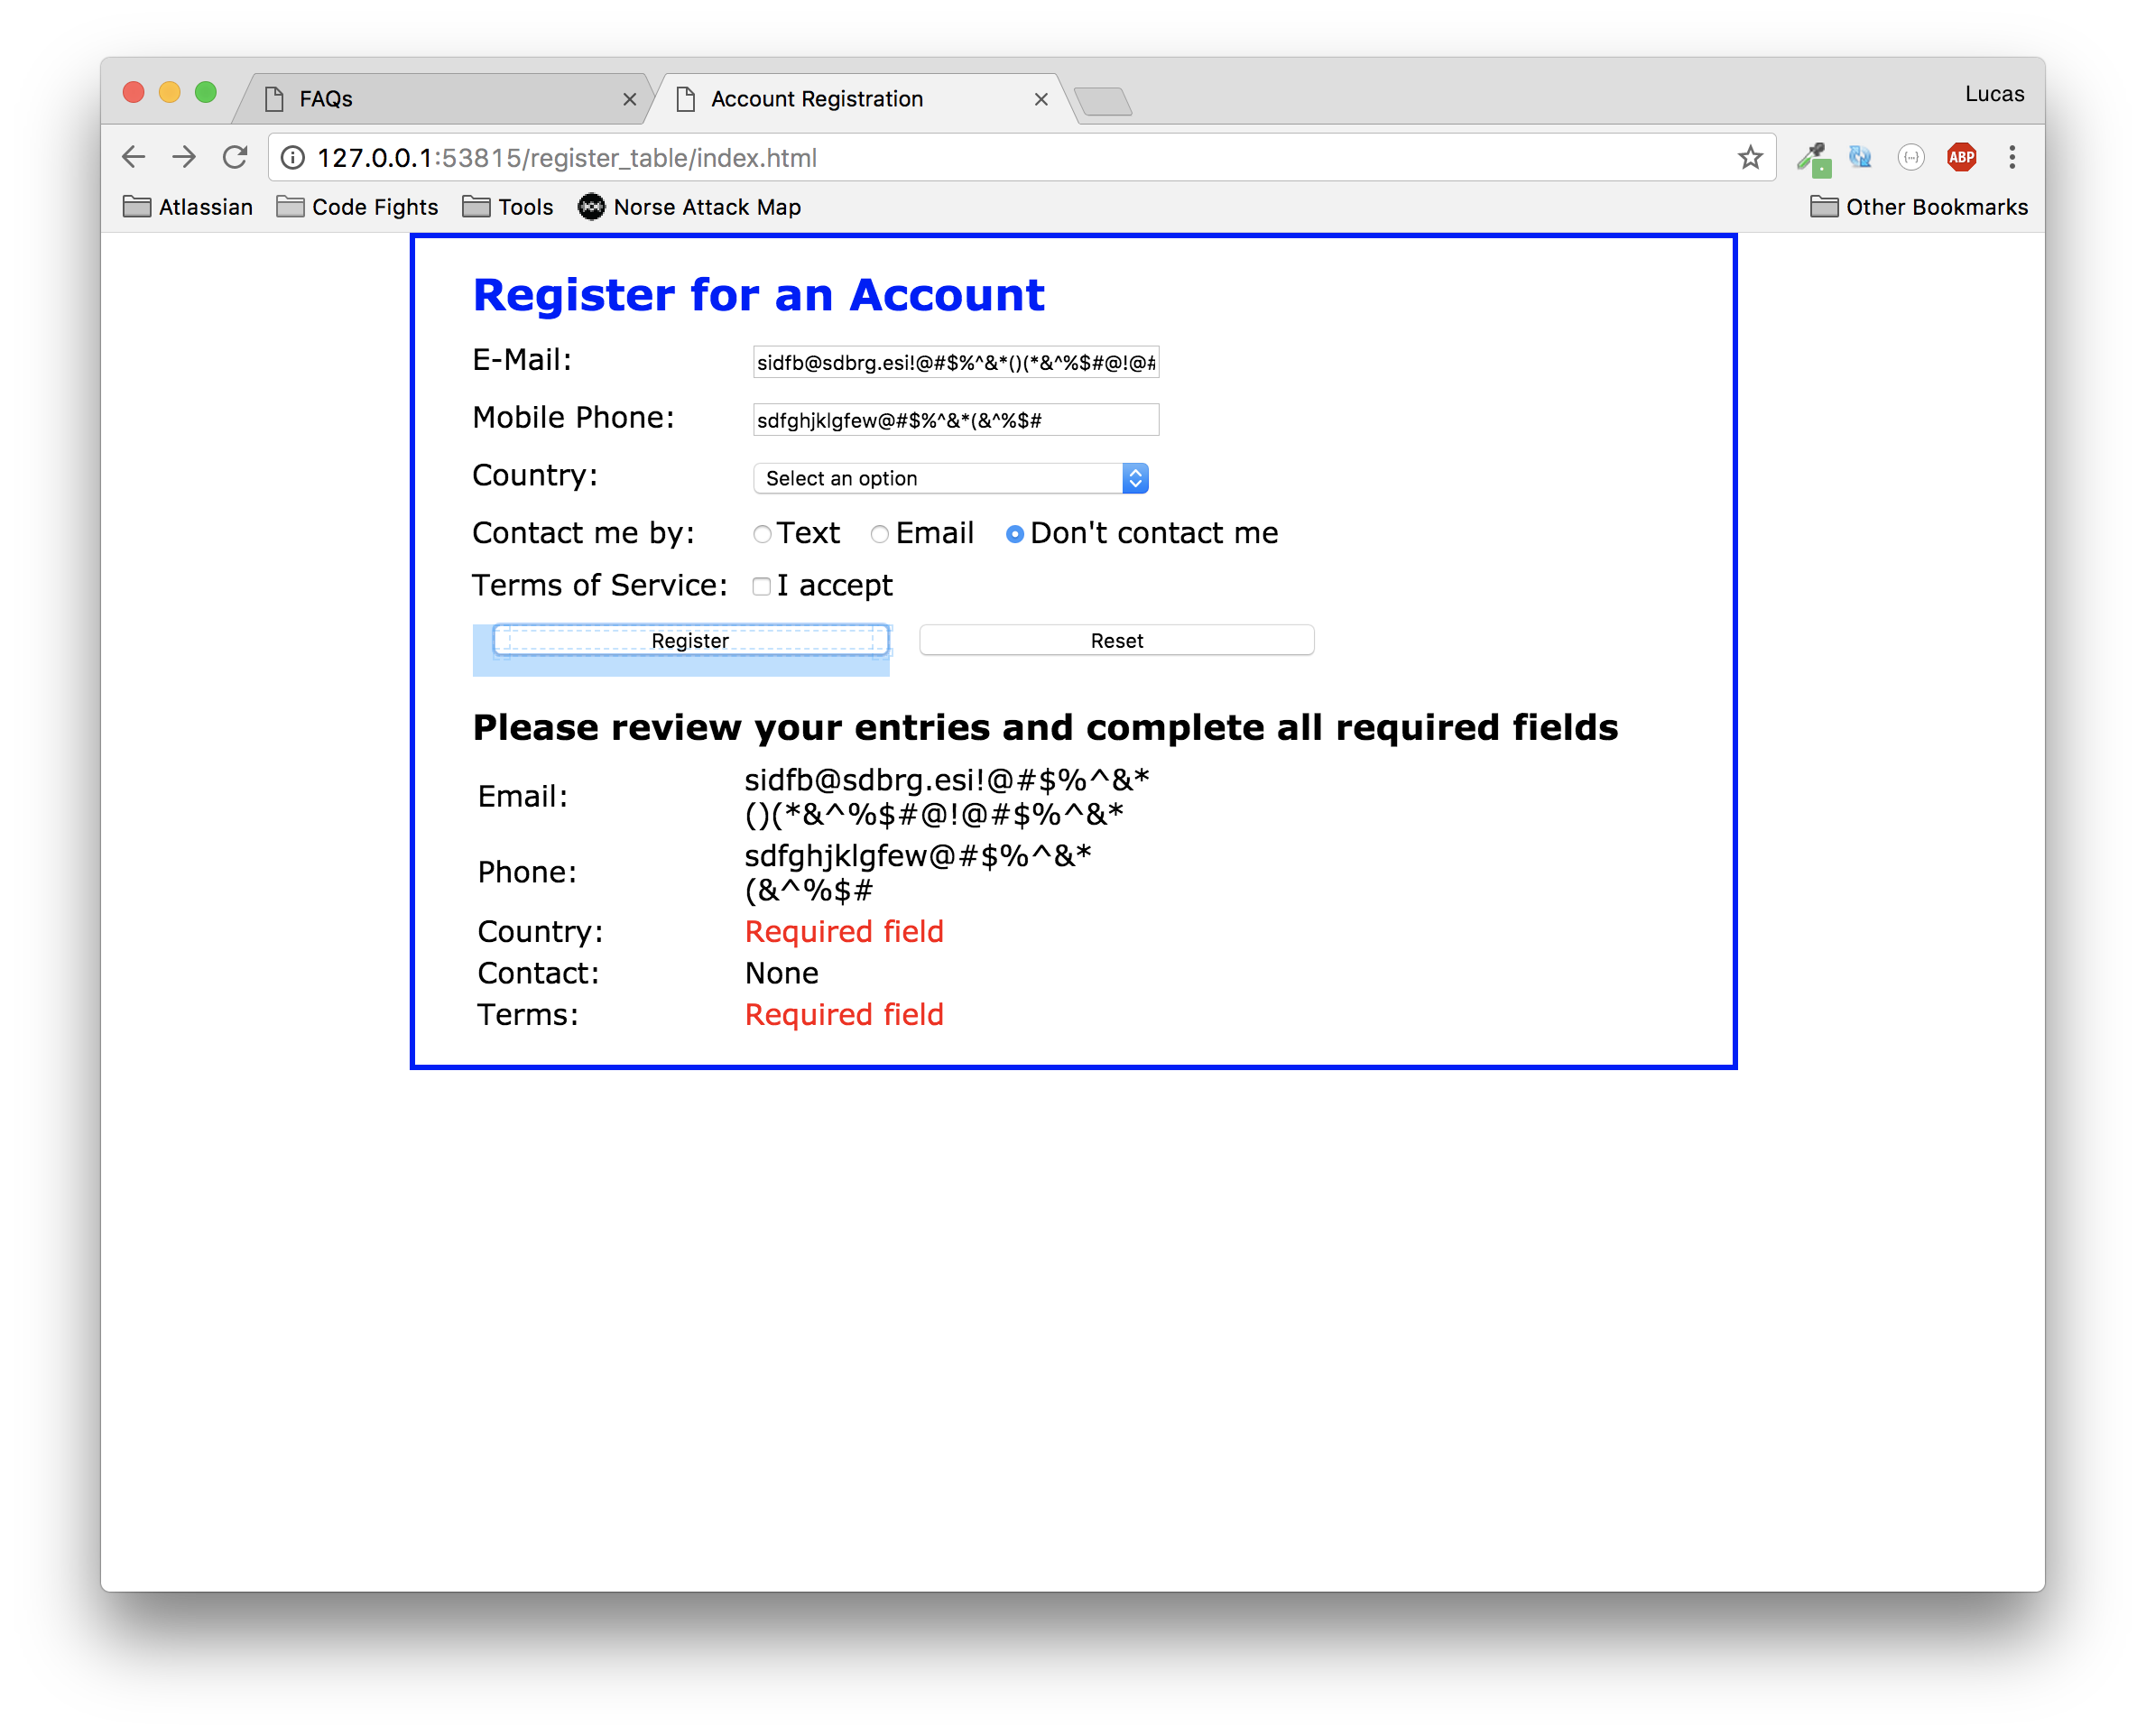 FAQs
Account Registration
Lucas
127.0.0.1:53815/register_table/index.html
ABP
Atlassian
Code Fights
Tools
Norse Attack Map
Other Bookmarks
Register for an Account
E-Mail: sidfb@sdbrg.esi!@#$%^&*()(*&^%$#@!@#
Mobile Phone: sdfghjklgfew@#$%^&*(&^%$#
Country: Select an option
Contact me by: Text Email Don't contact me
Terms of Service: I accept
Register Reset
Please review your entries and complete all required fields
Email: sidfb@sdbrg.esi!@#$%^&*
()(*&^%$#@!@#$%^&*
Phone: sdfghjklgfew@#$%^&*
(&^%$#
Country: Required field
Contact: None
Terms: Required field